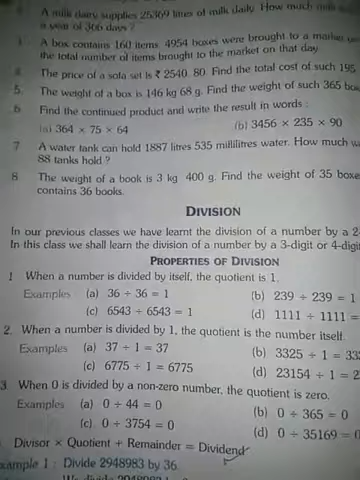 A milk dairy supplies 25369 litres of milk daily. How much milk
a year of 366 days ?
A box contains 160 items. 4954 boxes were brought to a market
the total number of items brought to the market on that day.
4. The price of a sofa set is ₹ 2540. 80. Find the total cost of such 195
5. The weight of a box is 146 kg 68 g. Find the weight of such 365
6. Find the continued product and write the result in words :
(a) 364 × 75 × 64 (b) 3456 × 235 × 90
7. A water tank can hold 1887 litres 535 millilitres water. How much
88 tanks hold ?
8. The weight of a book is 3 kg 400 g. Find the weight of 35
contains 36 books.
DIVISION
In our previous classes we have learnt the division of a number by a 2-
In this class we shall learn the division of a number by a 3-digit or 4-digit
PROPERTIES OF DIVISION
1. When a number is divided by itself, the quotient is 1.
Examples (a) 36 ÷ 36 = 1 (b) 239 ÷ 239 = 1
(c) 6543 ÷ 6543 = 1 (d) 1111 ÷ 1111 =
2. When a number is divided by 1, the quotient is the number itself.
Examples (a) 37 ÷ 1 = 37 (b) 3325 ÷ 1 =
(c) 6775 ÷ 1 = 6775 (d) 23154 ÷ 1 =
3. When 0 is divided by a non-zero number, the quotient is zero.
Examples (a) 0 ÷ 44 = 0 (b) 0 ÷ 365 = 0
(c) 0 ÷ 3754 = 0 (d) 0 ÷ 35169 =
Divisor × Quotient + Remainder = Dividend
Example 1 : Divide 2948983 by 36.